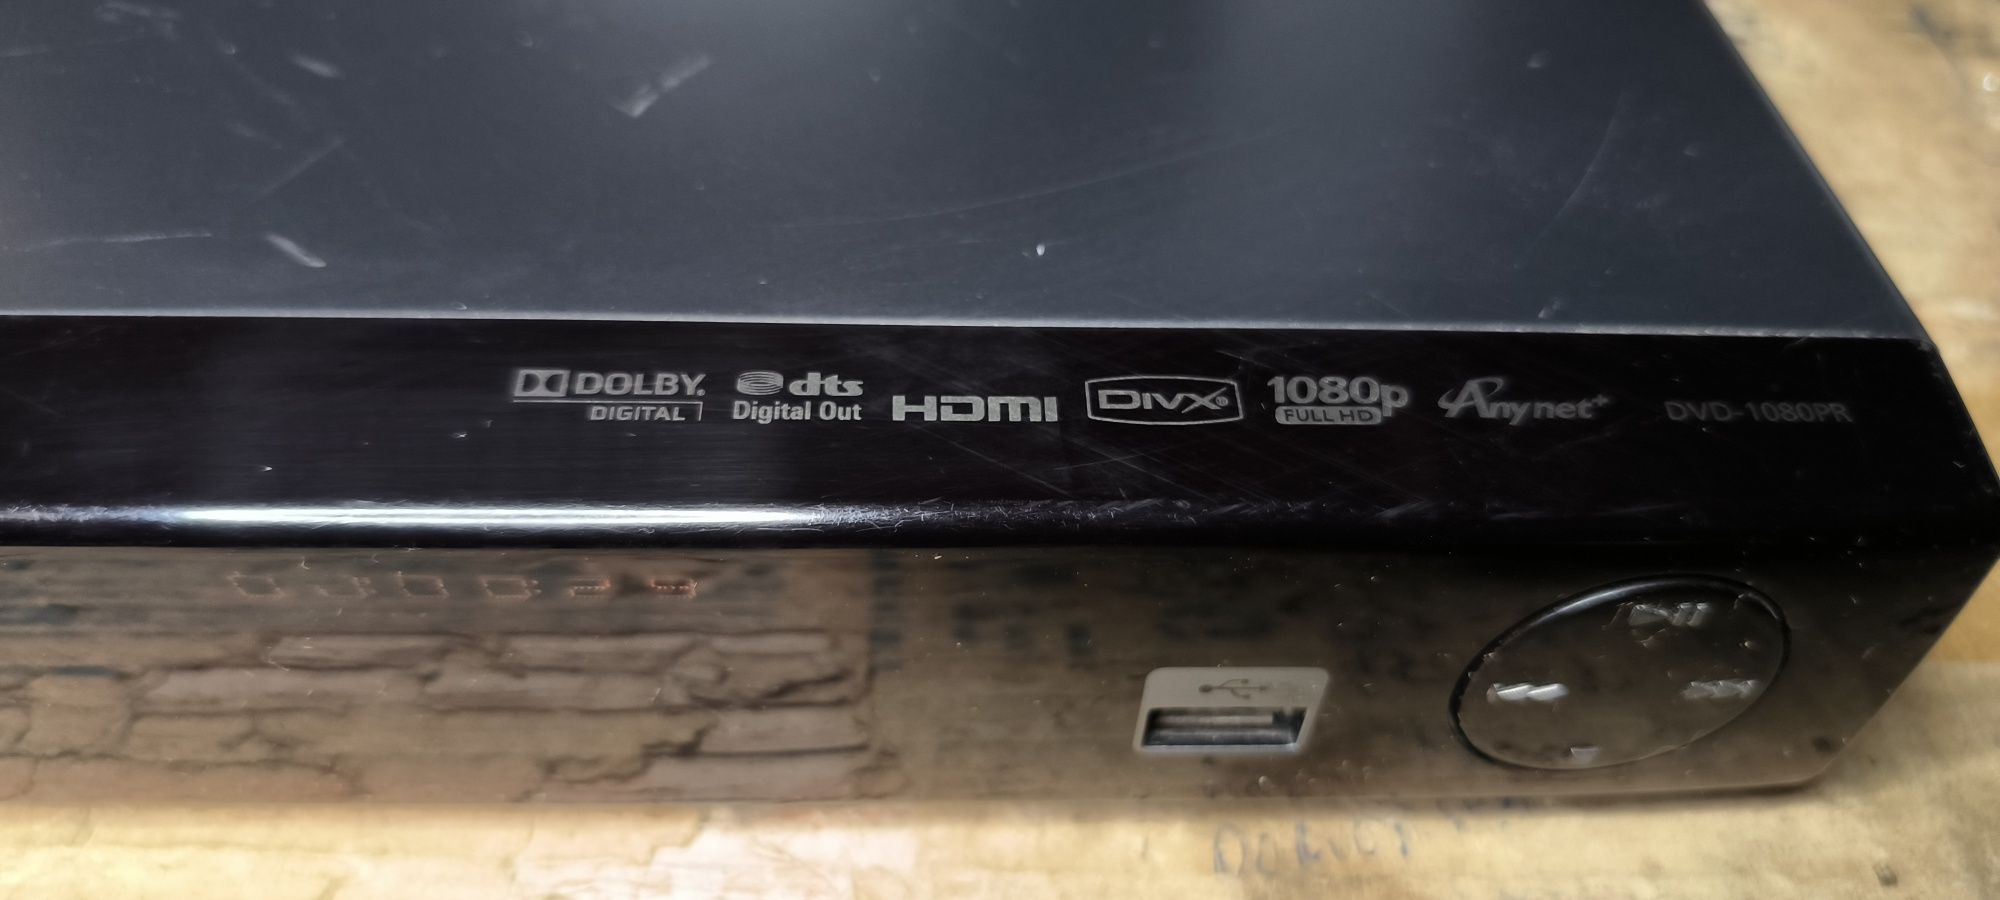 DOLBY.
DIGITAL
dts
Digital Out
HDMI
DIVX
1080p
FULL HD
Anynet+
DVD-1080PR